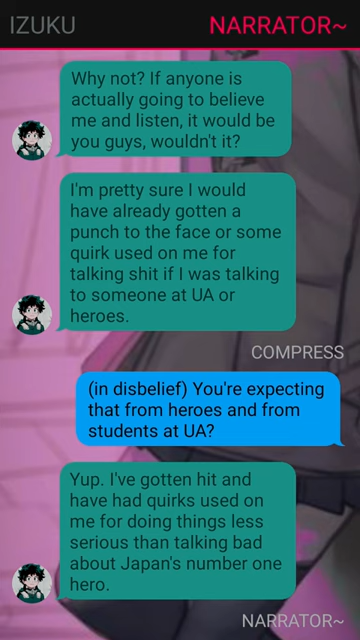 IZUKU NARRATOR~
Why not? If anyone is
actually going to believe
me and listen, it would be
you guys, wouldn't it?
I'm pretty sure I would
have already gotten a
punch to the face or some
quirk used on me for
talking shit if I was talking
to someone at UA or
heroes.
COMPRESS
(in disbelief) You're expecting
that from heroes and from
students at UA?
Yup. I've gotten hit and
have had quirks used on
me for doing things less
serious than talking bad
about Japan's number one
hero.
NARRATOR~